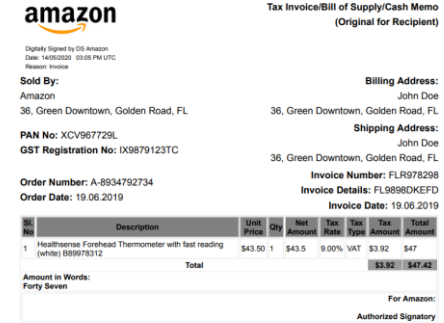 amazon
Tax Invoice/Bill of Supply/Cash Memo
(Original for Recipient)
Digitally Signed by DS Amazon
Date: 14/05/2020 03:05 PM UTC
Reason: Invoice
Sold By:
Amazon
36, Green Downtown, Golden Road, FL
PAN No: XCV967729L
GST Registration No: IX9879123TC
Order Number: A-8934792734
Order Date: 19.06.2019
Billing Address:
John Doe
36, Green Downtown, Golden Road, FL
Shipping Address:
John Doe
36, Green Downtown, Golden Road, FL
Invoice Number: FLR978298
Invoice Details: FL9898DKEFD
Invoice Date: 19.06.2019
Sl. No Description Unit Price Qty Net Amount Tax Rate Tax Type Tax Amount Total Amount
1 Healthsense Forehead Thermometer with fast reading (white) B89978312 $43.50 1 $43.5 9.00% VAT $3.92 $47
Total $3.92 $47.42
Amount in Words:
Forty Seven
For Amazon:
Authorized Signatory